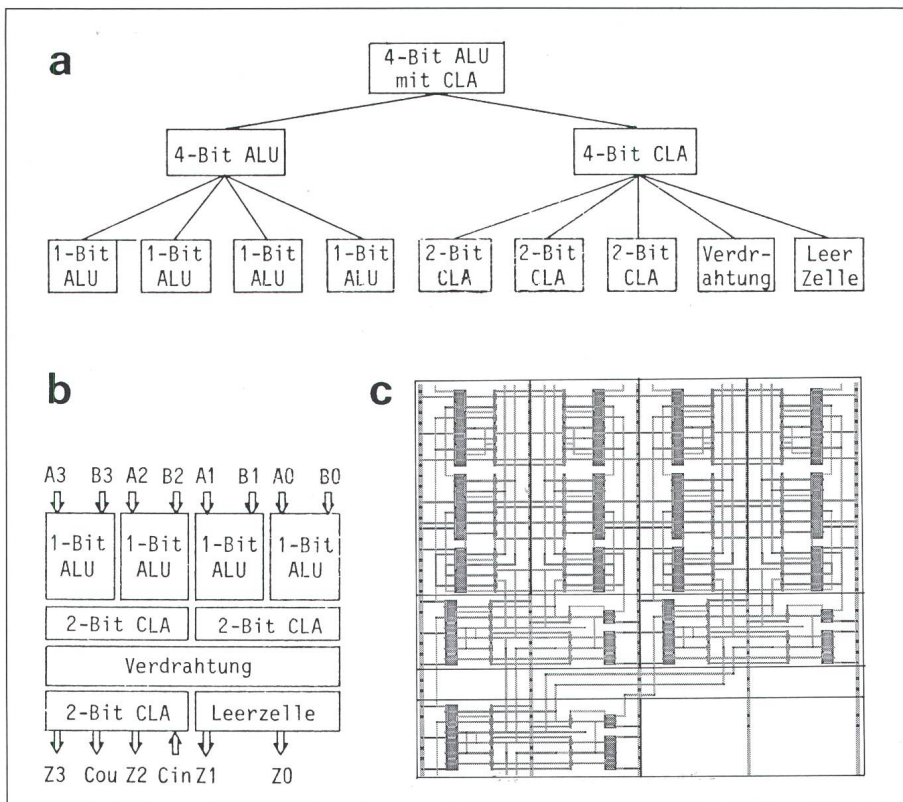 a
4-Bit ALU
mit CLA
4-Bit ALU
4-Bit CLA
1-Bit
ALU
1-Bit
ALU
1-Bit
ALU
1-Bit
ALU
2-Bit
CLA
2-Bit
CLA
2-Bit
CLA
Verdr-
ahtung
Leer
Zelle
b
A3 B3 A2 B2 A1 B1 A0 B0
1-Bit
ALU
1-Bit
ALU
1-Bit
ALU
1-Bit
ALU
2-Bit CLA
2-Bit CLA
Verdrahtung
2-Bit CLA
Leerzelle
Z3 Cou Z2 Cin Z1 Z0
c